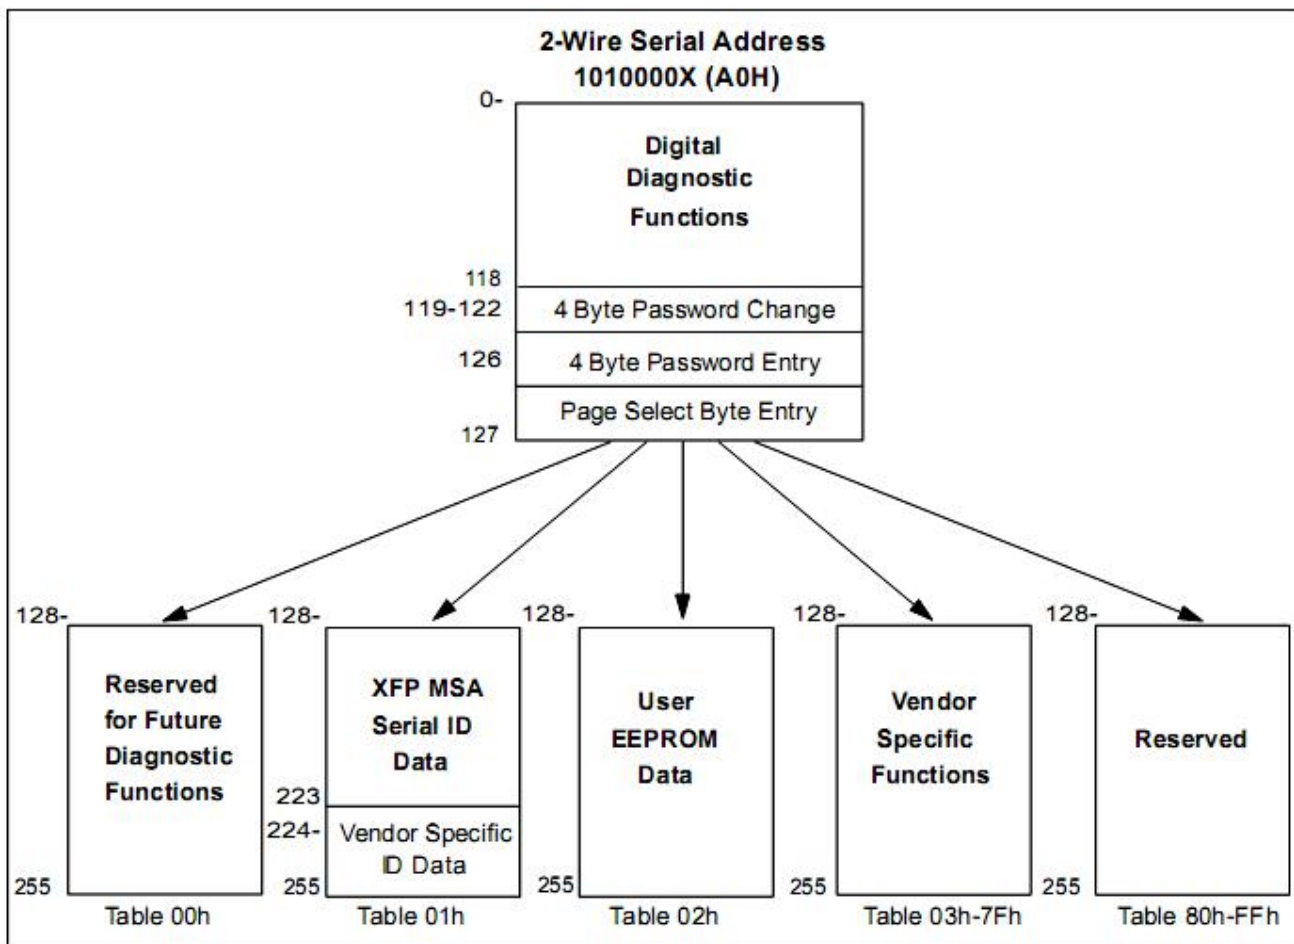 2-Wire Serial Address
1010000X (A0H)
0-
Digital
Diagnostic
Functions
118
119-122
4 Byte Password Change
126
4 Byte Password Entry
Page Select Byte Entry
127
128-
Reserved
for Future
Diagnostic
Functions
255
Table 00h
128-
XFP MSA
Serial ID
Data
223
224-
Vendor Specific
ID Data
255
Table 01h
128-
User
EEPROM
Data
255
Table 02h
128-
Vendor
Specific
Functions
255
Table 03h-7Fh
128-
Reserved
255
Table 80h-FFh